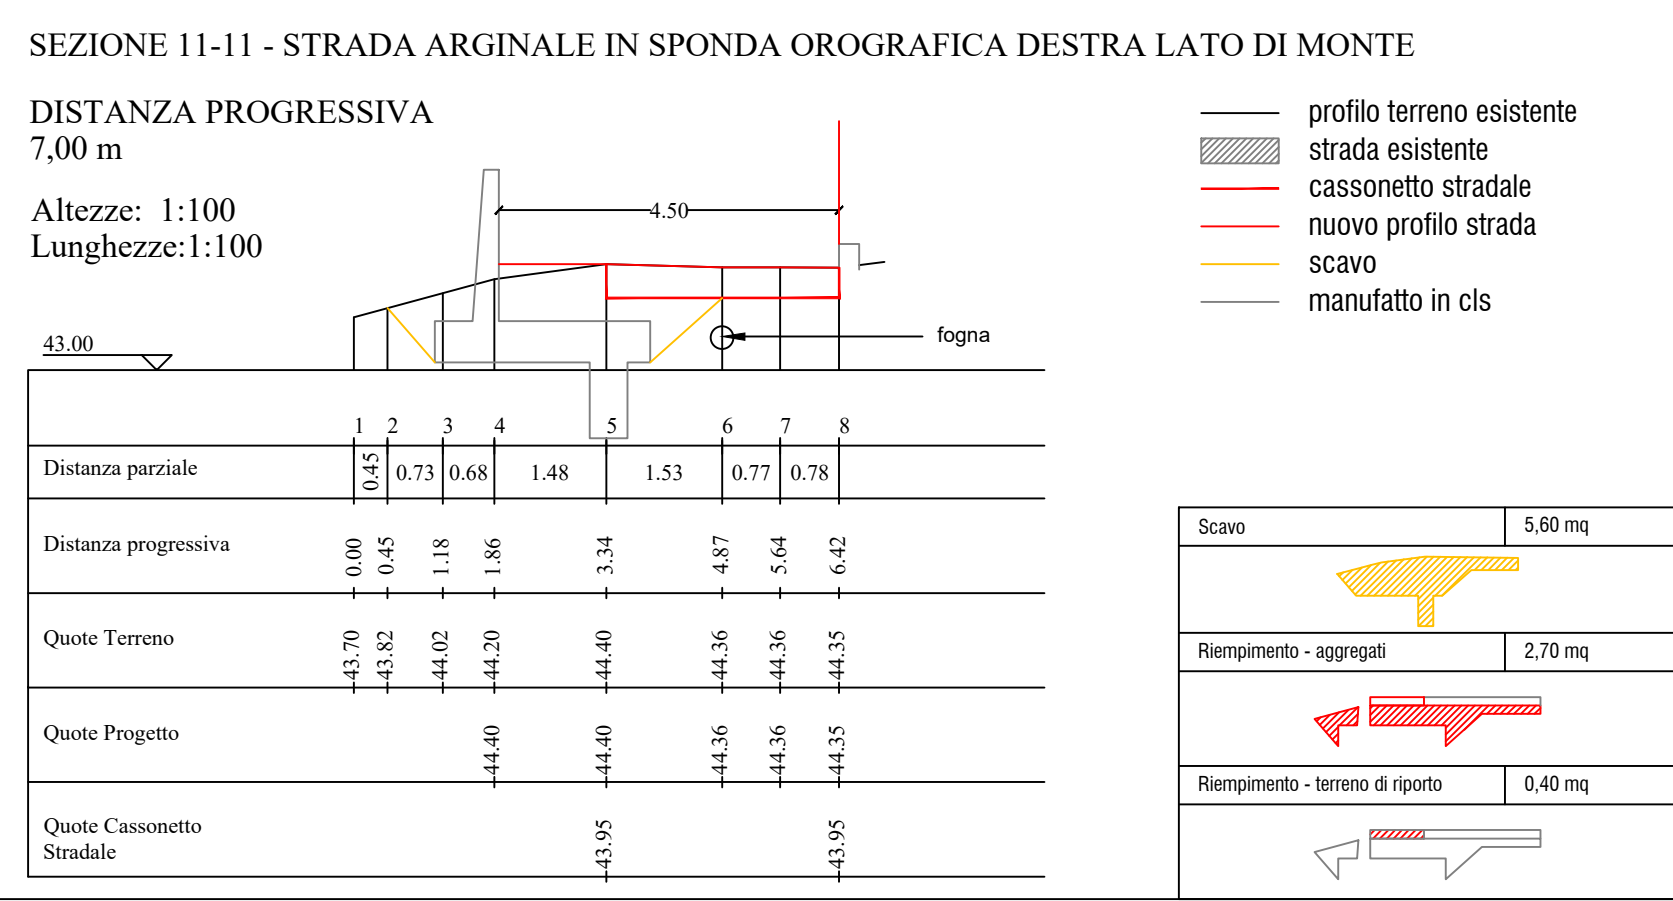 SEZIONE 11-11 - STRADA ARGINALE IN SPONDA OROGRAFICA DESTRA LATO DI MONTE
DISTANZA PROGRESSIVA
7,00 m
Altezze: 1:100
Lunghezze:1:100
profilo terreno esistente
strada esistente
cassonetto stradale
nuovo profilo strada
scavo
manufatto in cls
4.50
fogna
43.00
1 2 3 4 5 6 7 8
Distanza parziale 0.45 0.73 0.68 1.48 1.53 0.77 0.78
Distanza progressiva 0.00 0.45 1.18 1.86 3.34 4.87 5.64 6.42
Quote Terreno 43.70 43.82 44.02 44.20 44.40 44.36 44.36 44.35
Quote Progetto 44.40 44.40 44.36 44.36 44.35
Quote Cassonetto
Stradale 43.95 43.95
Scavo 5,60 mq
Riempimento - aggregati 2,70 mq
Riempimento - terreno di riporto 0,40 mq